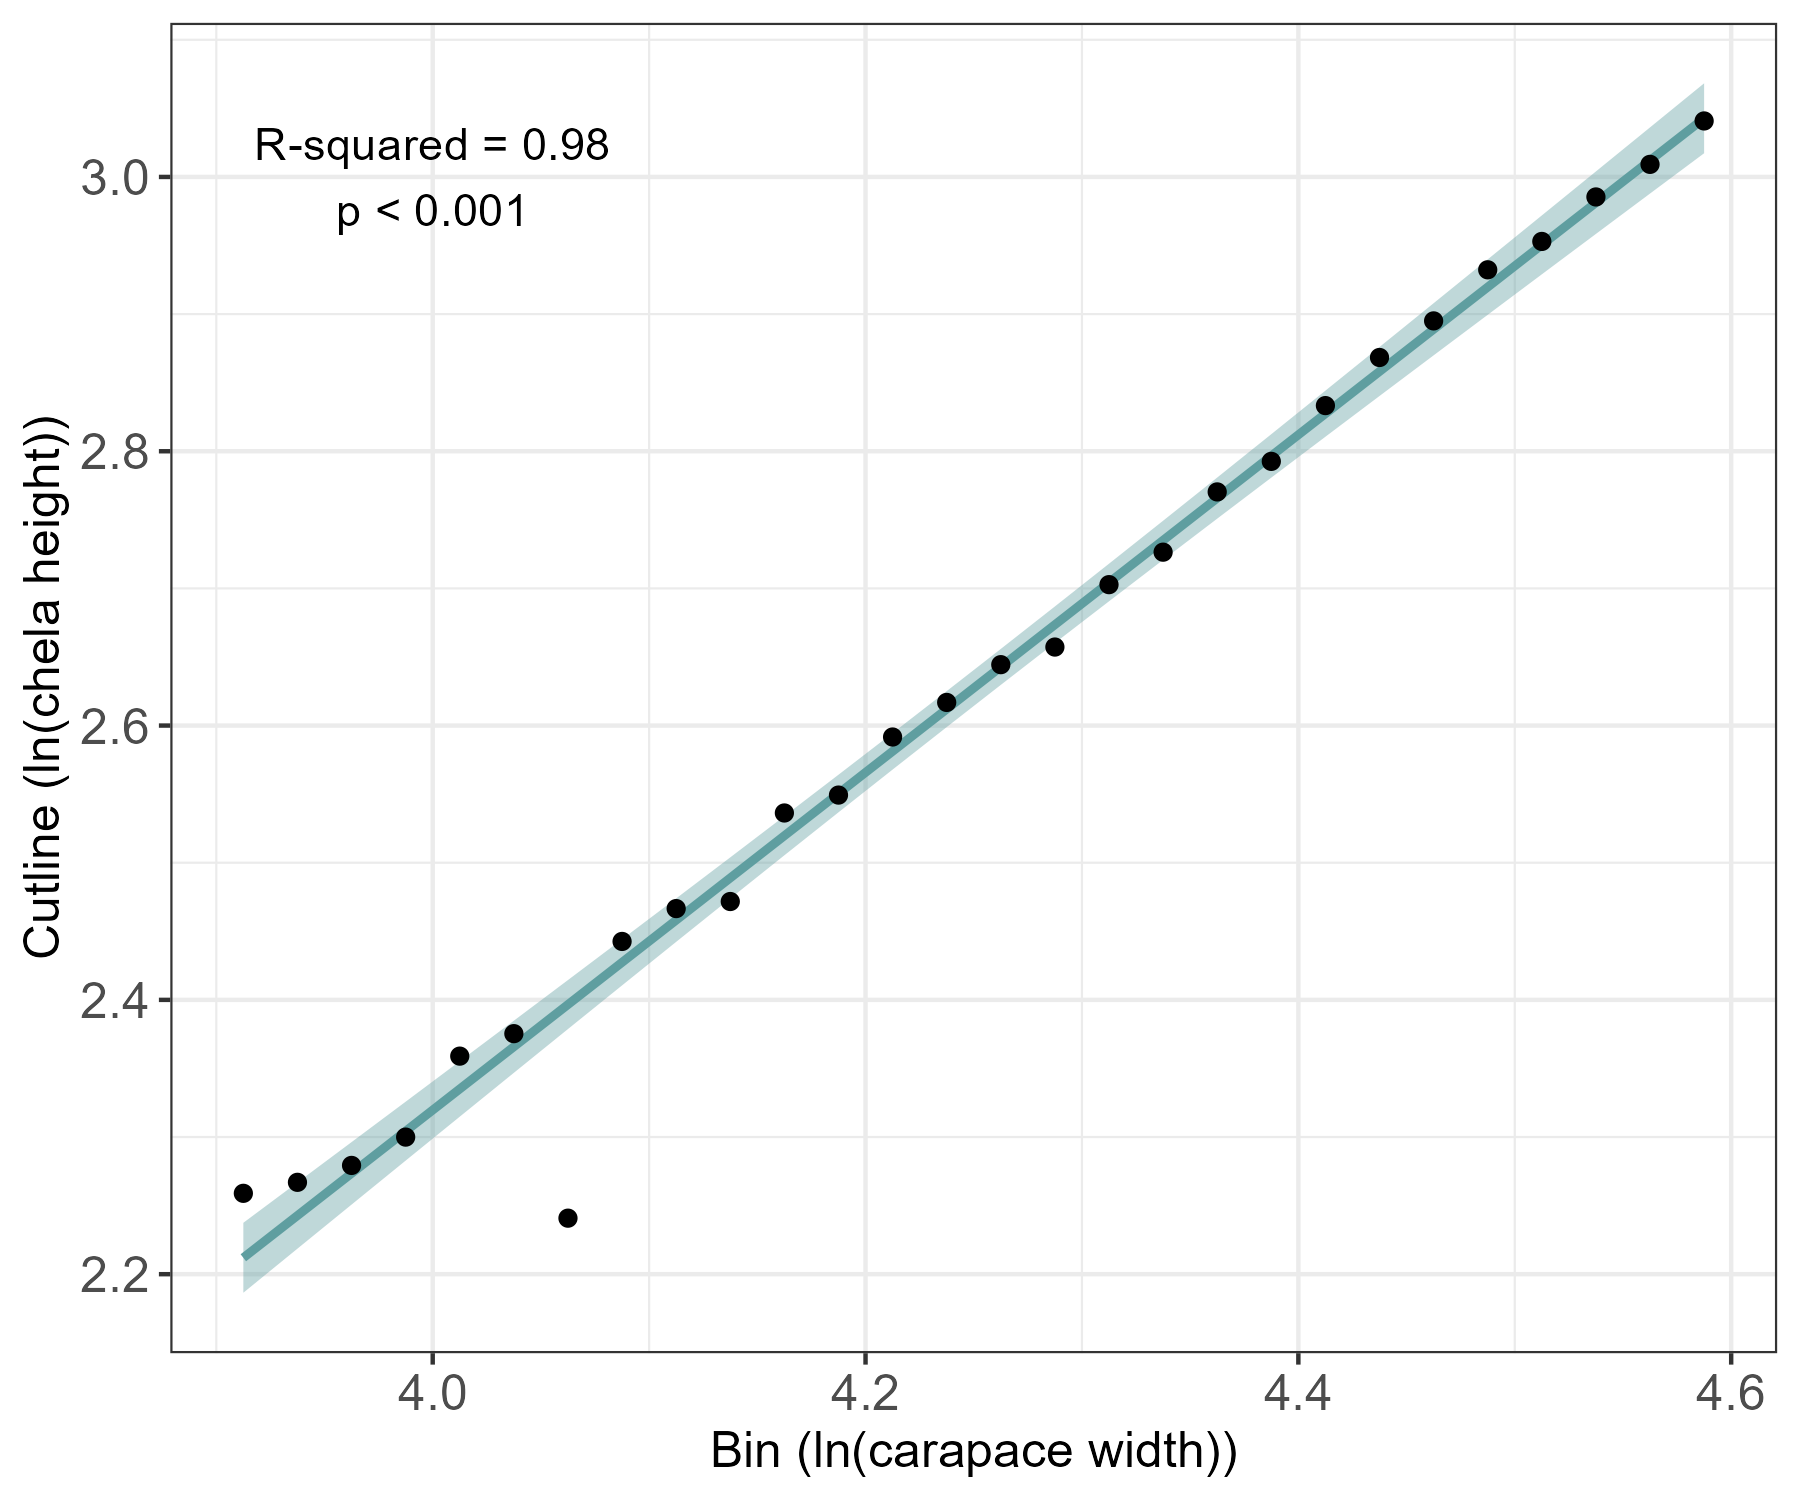 R-squared = 0.98
p < 0.001
3.0
2.8
2.6
2.4
2.2
Cutline (ln(chela height))
4.0
4.2
4.4
4.6
Bin (ln(carapace width))